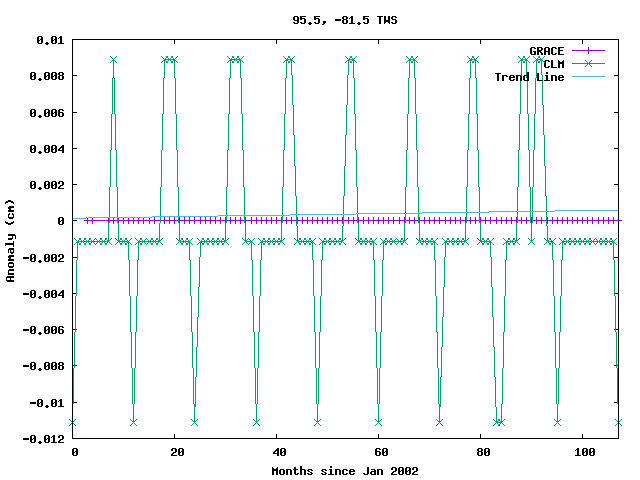 95.5, -81.5 TWS
GRACE
CLM
Trend Line
0.01
0.008
0.006
0.004
0.002
0
-0.002
-0.004
-0.006
-0.008
-0.01
-0.012
Anomaly (cm)
0 20 40 60 80 100
Months since Jan 2002